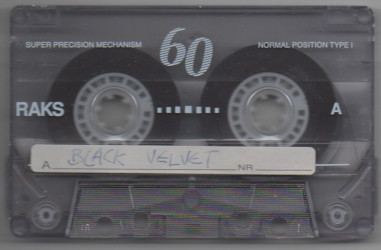 SUPER PRECISION MECHANISM
60
NORMAL POSITION TYPE I
RAKS
A
BLACK VELVET
A
NR